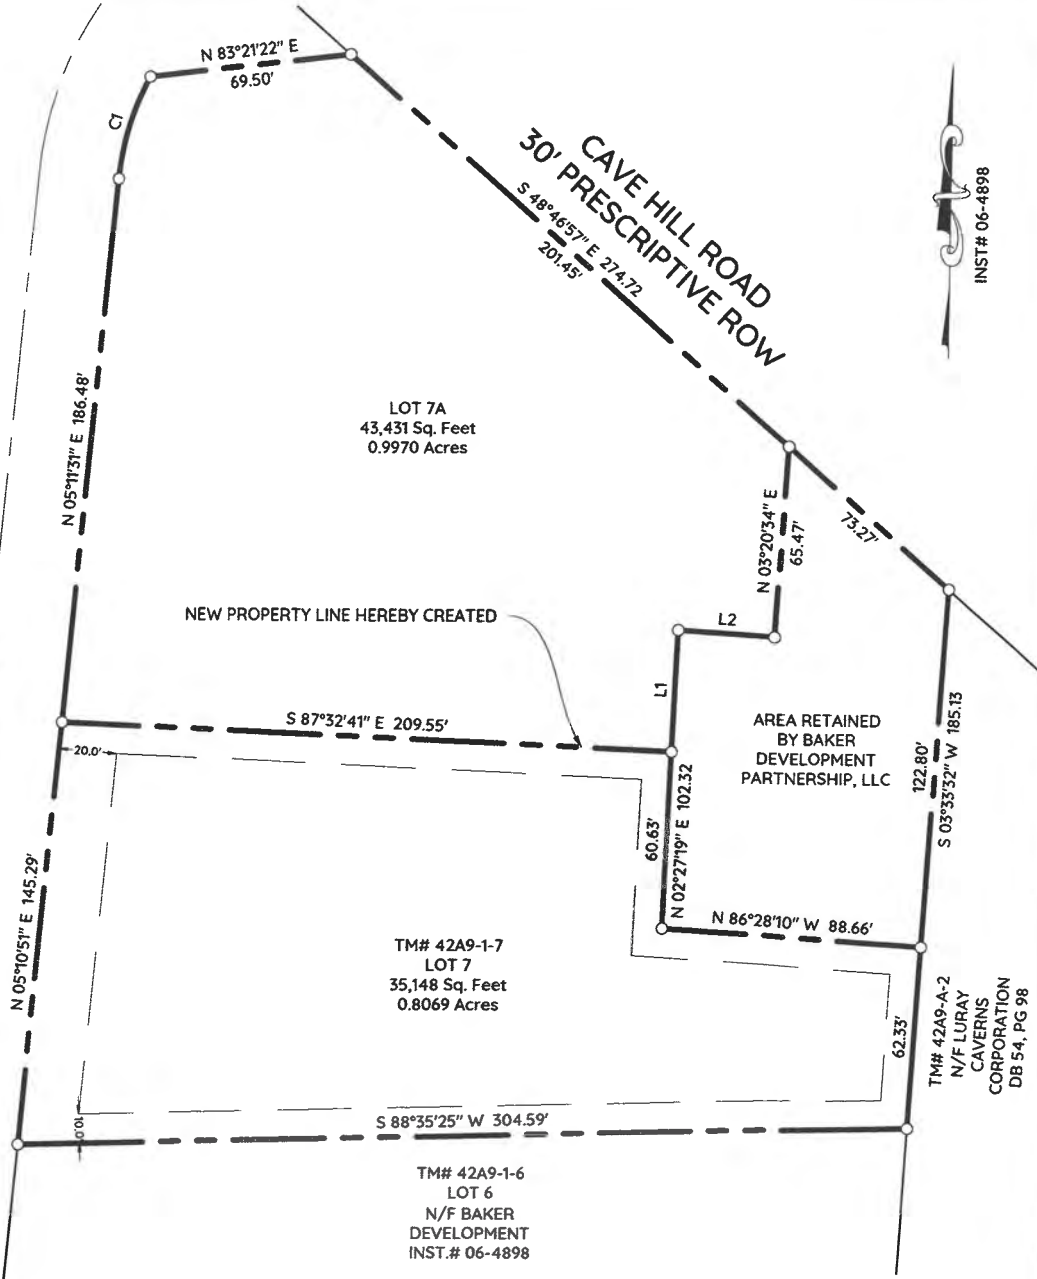 N 83°21'22" E
69.50'
C1
CAVE HILL ROAD
30' PRESCRIPTIVE ROW
S 48°46'57" E 274.72
201.45'
INST# 06-4898
N 05°11'31" E 186.48'
LOT 7A
43,431 Sq. Feet
0.9970 Acres
N 03°20'34" E
65.47'
73.27'
NEW PROPERTY LINE HEREBY CREATED
L2
L1
S 87°32'41" E 209.55'
20.0'
AREA RETAINED
BY BAKER
DEVELOPMENT
PARTNERSHIP, LLC
122.80'
S 03°33'32" W 185.13
60.63'
N 02°27'19" E 102.32
N 86°28'10" W 88.66'
N 05°10'51" E 145.29'
TM# 42A9-1-7
LOT 7
35,148 Sq. Feet
0.8069 Acres
62.33'
TM# 42A9-A-2
N/F LURAY
CAVERNS
CORPORATION
DB 54, PG 98
10.0'
S 88°35'25" W 304.59'
TM# 42A9-1-6
LOT 6
N/F BAKER
DEVELOPMENT
INST.# 06-4898